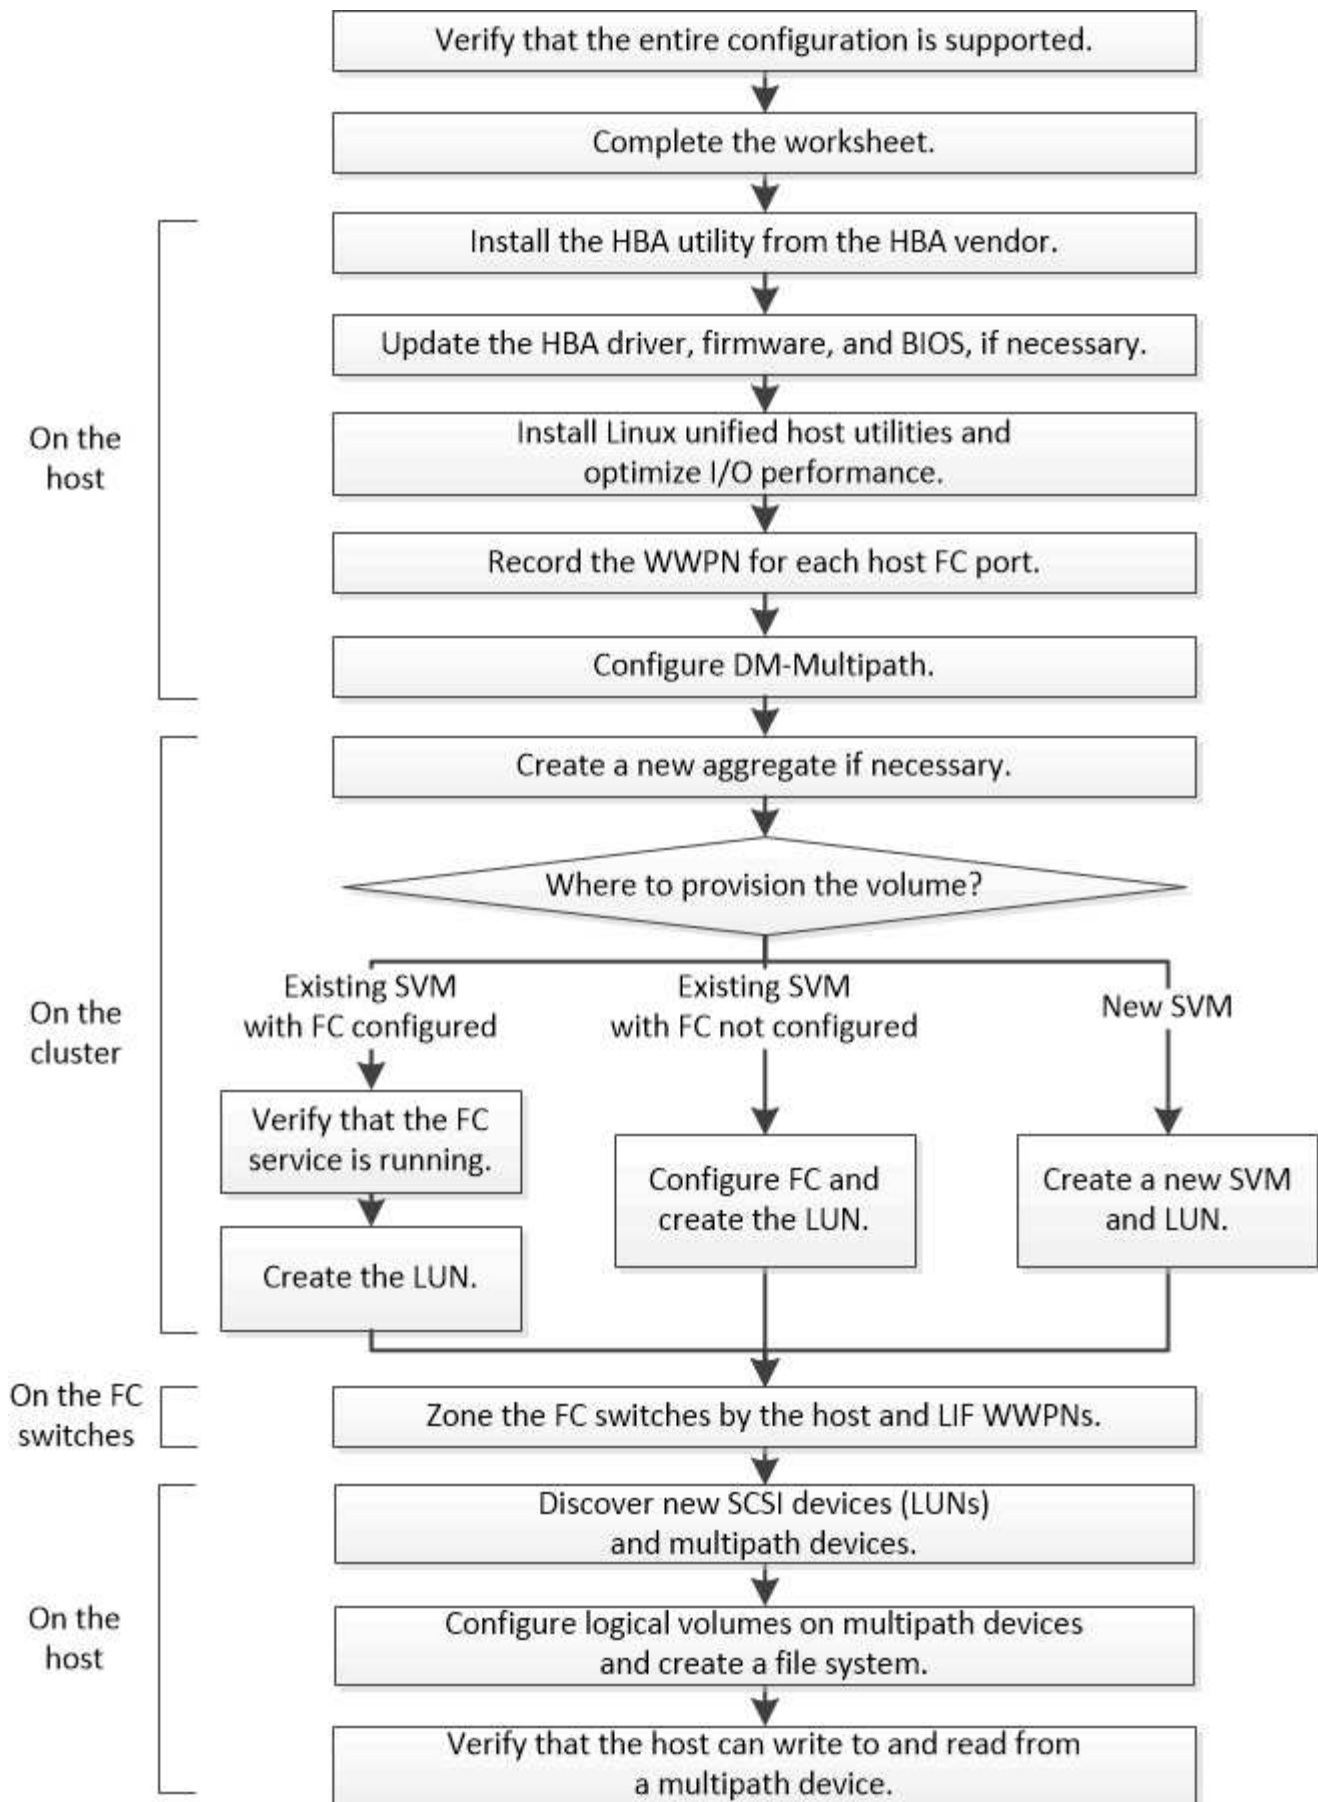 Verify that the entire configuration is supported.
Complete the worksheet.
Install the HBA utility from the HBA vendor.
Update the HBA driver, firmware, and BIOS, if necessary.
On the
host
Install Linux unified host utilities and
optimize I/O performance.
Record the WWPN for each host FC port.
Configure DM-Multipath.
Create a new aggregate if necessary.
Where to provision the volume?
On the
cluster
Existing SVM
with FC configured
Existing SVM
with FC not configured
New SVM
Verify that the FC
service is running.
Create the LUN.
Configure FC and
create the LUN.
Create a new SVM
and LUN.
On the FC
switches
Zone the FC switches by the host and LIF WWPNs.
On the
host
Discover new SCSI devices (LUNs)
and multipath devices.
Configure logical volumes on multipath devices
and create a file system.
Verify that the host can write to and read from
a multipath device.